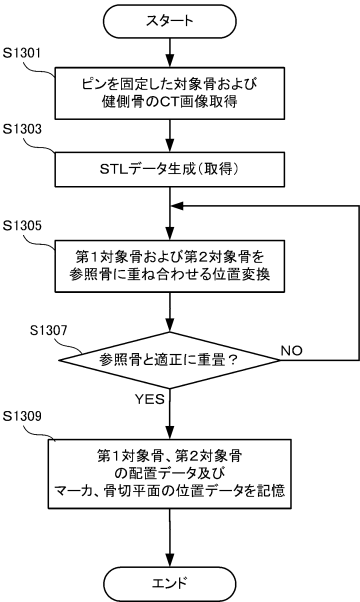 スタート
S1301
ピンを固定した対象骨および
健側骨のCT画像取得
S1303
STLデータ生成(取得)
S1305
第1対象骨および第2対象骨を
参照骨に重ね合わせる位置変換
S1307
参照骨と適正に重畳?
NO
YES
S1309
第1対象骨、第2対象骨
の配置データ及び
マーカ、骨切平面の位置データを記憶
エンド